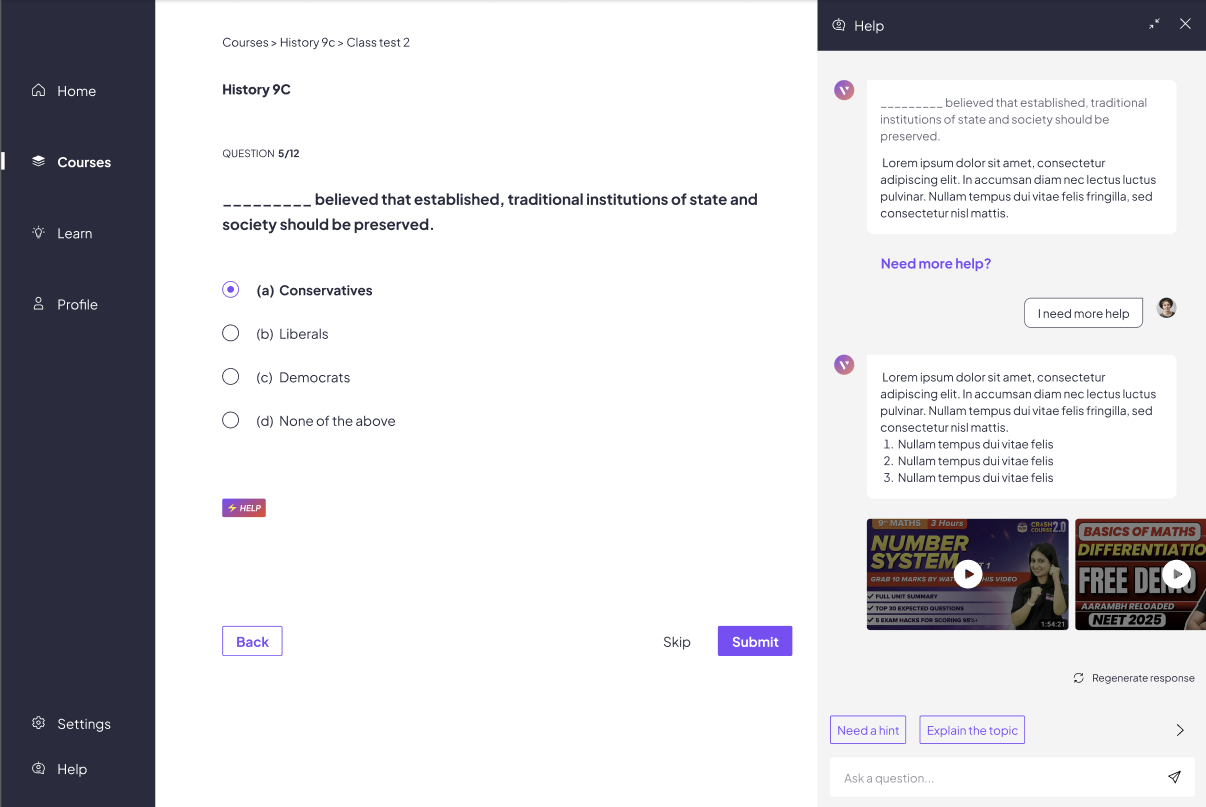 Home
Courses
Learn
Profile
Settings
Help
Courses > History 9c > Class test 2
History 9C
QUESTION 5/12
_________ believed that established, traditional institutions of state and
society should be preserved.
(a) Conservatives
(b) Liberals
(c) Democrats
(d) None of the above
⚡ HELP
Back
Skip
Submit
Help
_________ believed that established, traditional
institutions of state and society should be
preserved.
Lorem ipsum dolor sit amet, consectetur
adipiscing elit. In accumsan diam nec lectus luctus
pulvinar. Nullam tempus dui vitae felis fringilla, sed
consectetur nisl mattis.
Need more help?
I need more help
Lorem ipsum dolor sit amet, consectetur
adipiscing elit. In accumsan diam nec lectus luctus
pulvinar. Nullam tempus dui vitae felis fringilla, sed
consectetur nisl mattis.
1. Nullam tempus dui vitae felis
2. Nullam tempus dui vitae felis
3. Nullam tempus dui vitae felis
9th MATHS 3 Hours
CRASH COURSE 2.0
NUMBER
SYSTEM
GRAB 10 MARKS BY THIS VIDEO
FULL UNIT SUMMARY
TOP 30 EXPECTED QUESTIONS
5 EXAM HACKS FOR SCORING 95%+
1:54:21
BASICS OF MATHS
DIFFERENTIATIO
FREE DEMO
AARAMBH RELOADED
NEET 2025
Regenerate response
Need a hint
Explain the topic
Ask a question...